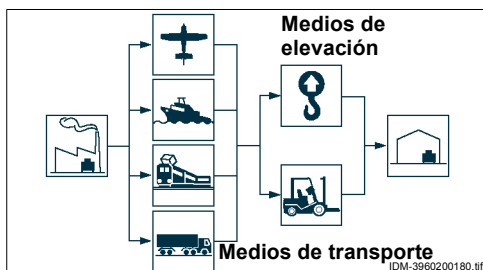 Medios de
elevación
Medios de transporte
IDM-3960200180.tif